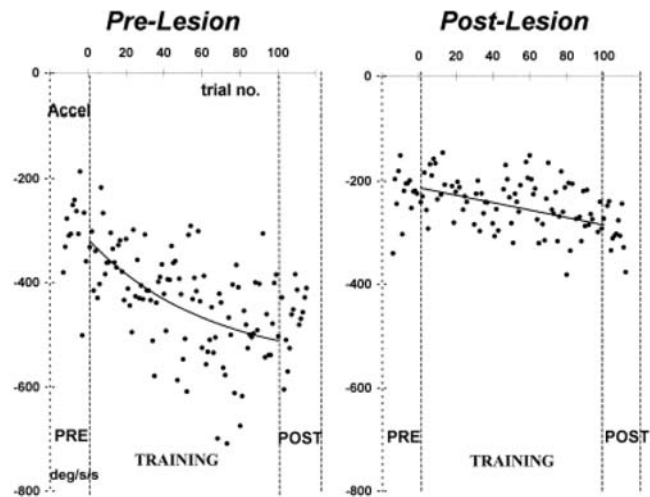 Pre-Lesion
Post-Lesion
0 20 40 60 80 100
0 20 40 60 80 100
trial no.
Accel
0
-200
-400
-600
-800
0
-200
-400
-600
-800
PRE
TRAINING
POST
deg/s/s
PRE
TRAINING
POST